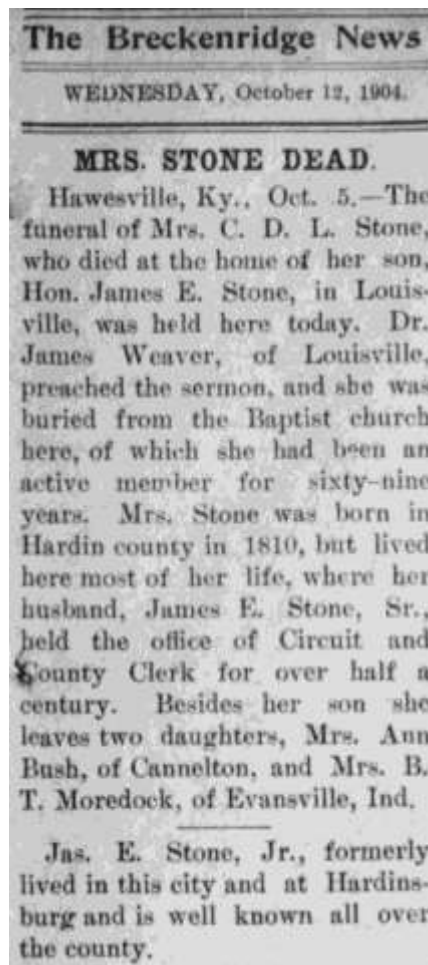 The Breckenridge News
WEDNESDAY, October 12, 1904.
MRS. STONE DEAD.
Hawesville, Ky., Oct. 5.—The
funeral of Mrs. C. D. L. Stone,
who died at the home of her son,
Hon. James E. Stone, in Louis-
ville, was held here today. Dr.
James Weaver, of Louisville,
preached the sermon, and she was
buried from the Baptist church
here, of which she had been an
active member for sixty-nine
years. Mrs. Stone was born in
Hardin county in 1810, but lived
here most of her life, where her
husband, James E. Stone, Sr.,
held the office of Circuit and
County Clerk for over half a
century. Besides her son she
leaves two daughters, Mrs. Ann
Bush, of Cannelton, and Mrs. B.
T. Moredock, of Evansville, Ind.
Jas. E. Stone, Jr., formerly
lived in this city and at Hardins-
burg and is well known all over
the county.